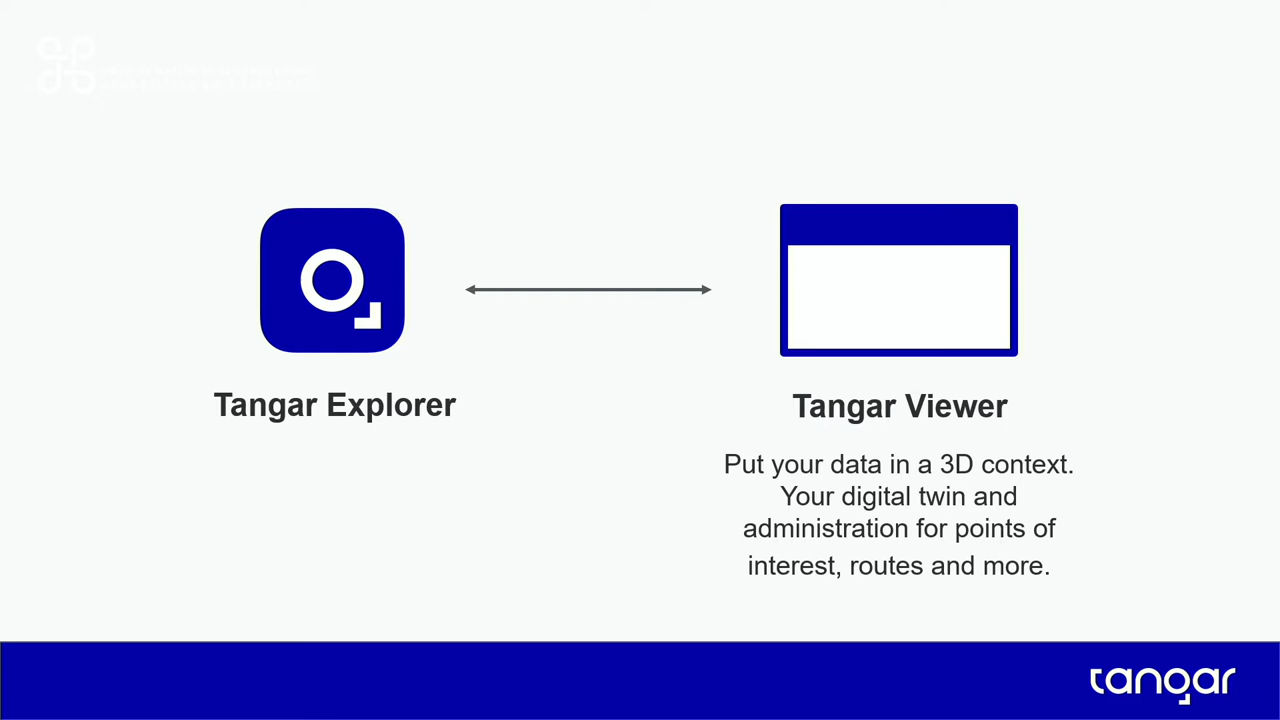 Tangar Explorer
Tangar Viewer
Put your data in a 3D context.
Your digital twin and
administration for points of
interest, routes and more.
tangar